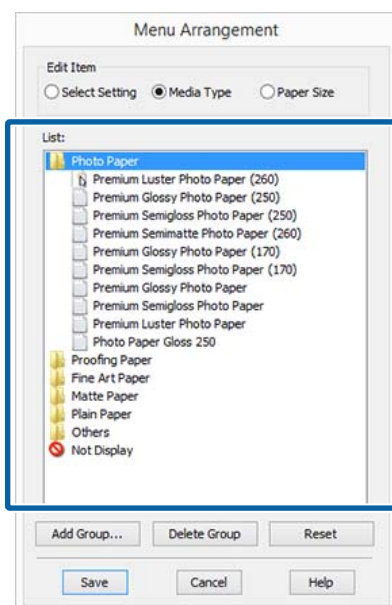 Menu Arrangement
Edit Item
Select Setting Media Type Paper Size
List:
Photo Paper
Premium Luster Photo Paper (260)
Premium Glossy Photo Paper (250)
Premium Semigloss Photo Paper (250)
Premium Semimatte Photo Paper (260)
Premium Glossy Photo Paper (170)
Premium Semigloss Photo Paper (170)
Premium Glossy Photo Paper
Premium Semigloss Photo Paper
Premium Luster Photo Paper
Photo Paper Gloss 250
Proofing Paper
Fine Art Paper
Matte Paper
Plain Paper
Others
Not Display
Add Group... Delete Group Reset
Save Cancel Help